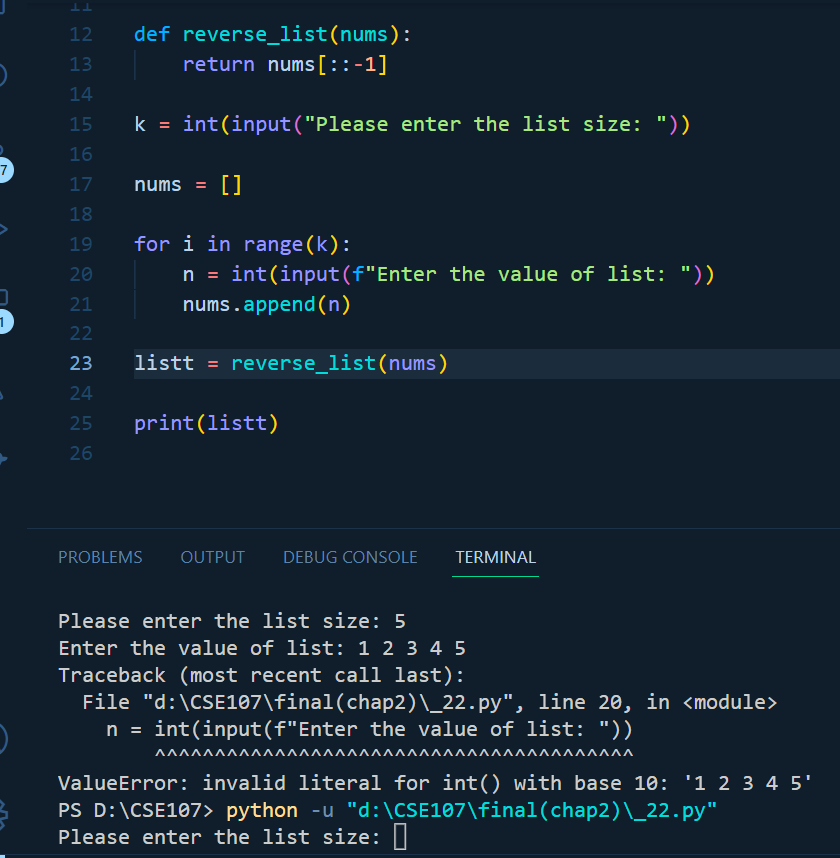 11
12 def reverse_list(nums):
13 return nums[::-1]
14
15 k = int(input("Please enter the list size: "))
16
17 nums = []
18
19 for i in range(k):
20 n = int(input(f"Enter the value of list: "))
21 nums.append(n)
22
23 listt = reverse_list(nums)
24
25 print(listt)
26
7
1
PROBLEMS OUTPUT DEBUG CONSOLE TERMINAL
Please enter the list size: 5
Enter the value of list: 1 2 3 4 5
Traceback (most recent call last):
File "d:\CSE107\final(chap2)\_22.py", line 20, in <module>
n = int(input(f"Enter the value of list: "))
^^^^^^^^^^^^^^^^^^^^^^^^^^^^^^^^^^^^^^^^
ValueError: invalid literal for int() with base 10: '1 2 3 4 5'
PS D:\CSE107> python -u "d:\CSE107\final(chap2)\_22.py"
Please enter the list size: